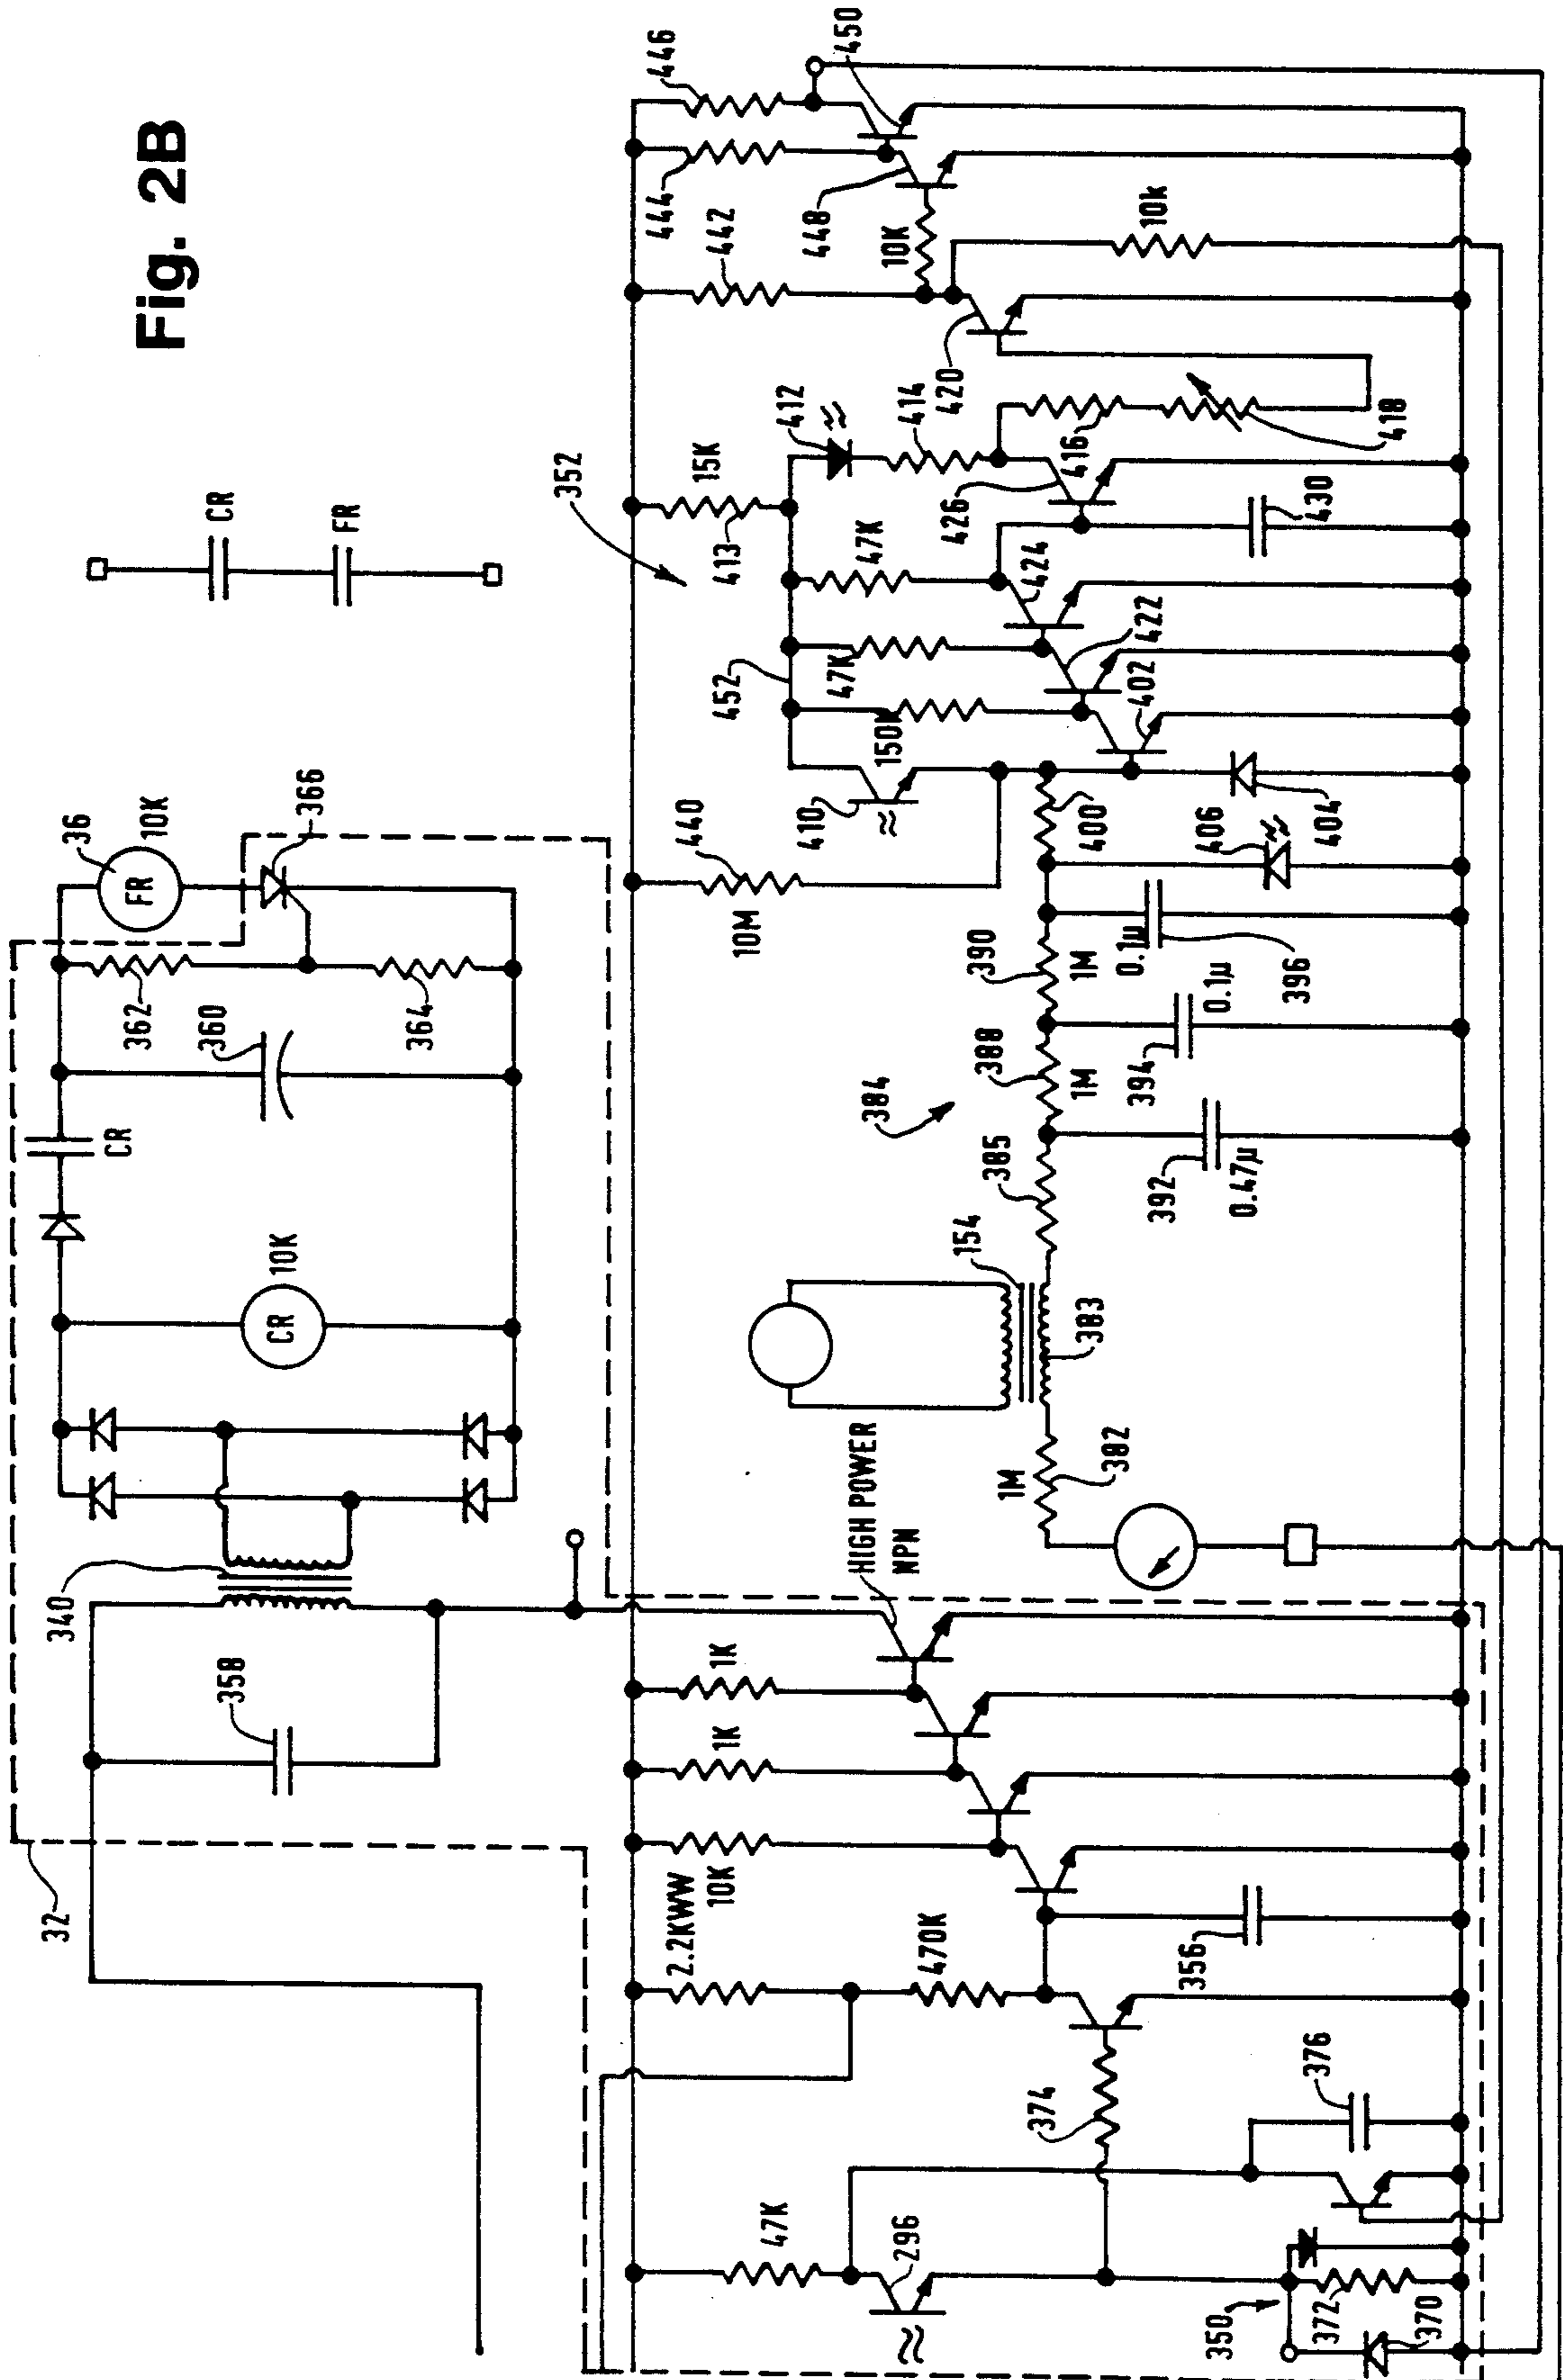 Fig. 2B
32
340
358
CR
10K
CR
360
362
364
36
FR
10K
366
CR
FR
352
446
444
442
448
450
10K
10k
420
412
414
416
418
15K
413
426
430
47K
424
452
47K
422
150K
402
410
440
10M
400
406
404
390
1M
0.1µ
396
388
1M
0.1µ
394
384
385
392
0.47µ
154
383
382
1M
HIGH POWER
NPN
1K
1K
10K
2.2KWW
470K
356
374
376
47K
296
350
372
370